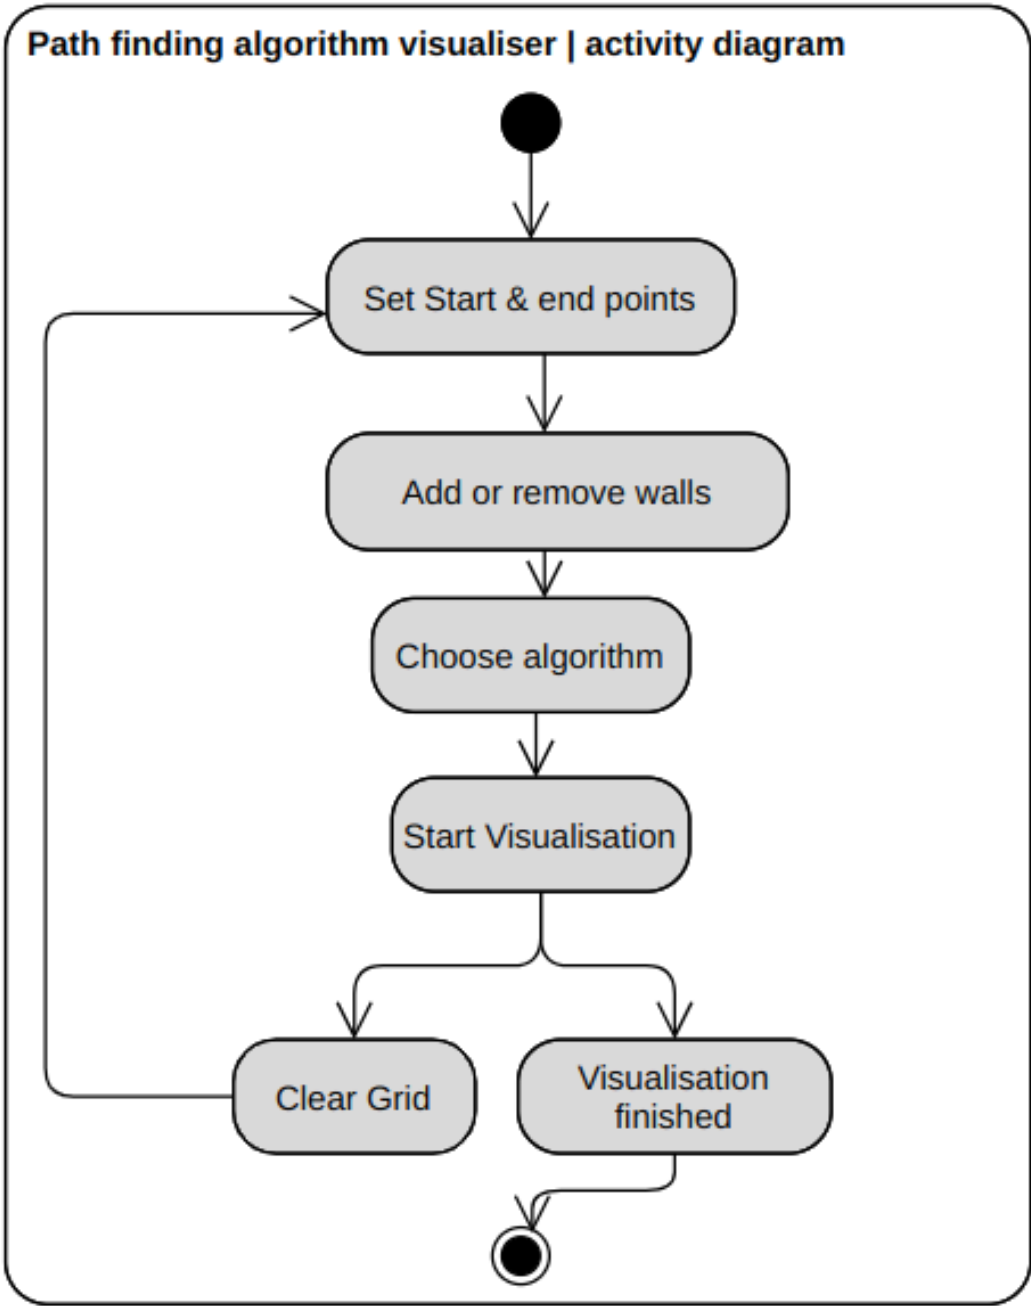 Path finding algorithm visualiser | activity diagram
Set Start & end points
Add or remove walls
Choose algorithm
Start Visualisation
Clear Grid
Visualisation
finished